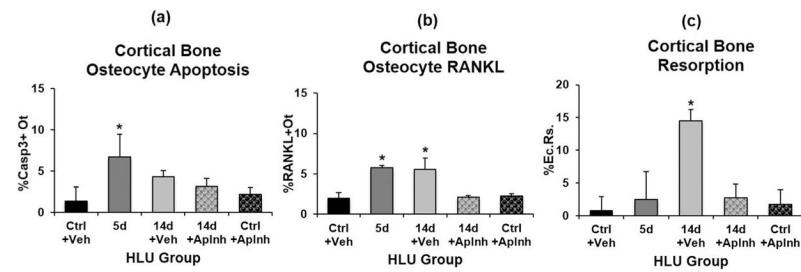 (a)
Cortical Bone
Osteocyte Apoptosis
%Casp3+ Ot
15
10
5
0
*
Ctrl +Veh
5d
14d +Veh
14d +ApInh
Ctrl +ApInh
HLU Group
(b)
Cortical Bone
Osteocyte RANKL
%RANKL+Ot
15
10
5
0
*
*
Ctrl +Veh
5d
14d +Veh
14d +ApInh
Ctrl +ApInh
HLU Group
(c)
Cortical Bone
Resorption
%Ec.Rs.
20
15
10
5
0
*
Ctrl +Veh
5d
14d +Veh
14d +ApInh
Ctrl +ApInh
HLU Group